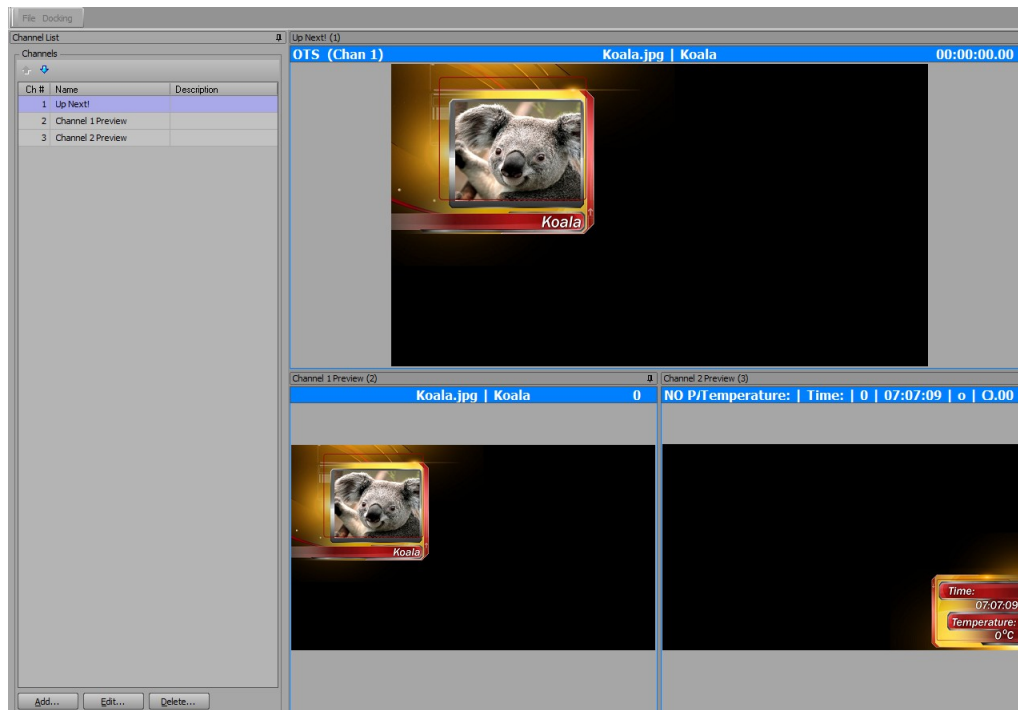 File Docking
Channel List
Channels
Ch # Name Description
1 Up Next!
2 Channel 1 Preview
3 Channel 2 Preview
Add... Edit... Delete...
Up Next! (1)
OTS (Chan 1) Koala.jpg | Koala 00:00:00.00
Koala
Channel 1 Preview (2)
Koala.jpg | Koala 0
Koala
Channel 2 Preview (3)
NO P/Temperature: | Time: | 0 | 07:07:09 | o | .00
Time:
07:07:09
Temperature:
0°C